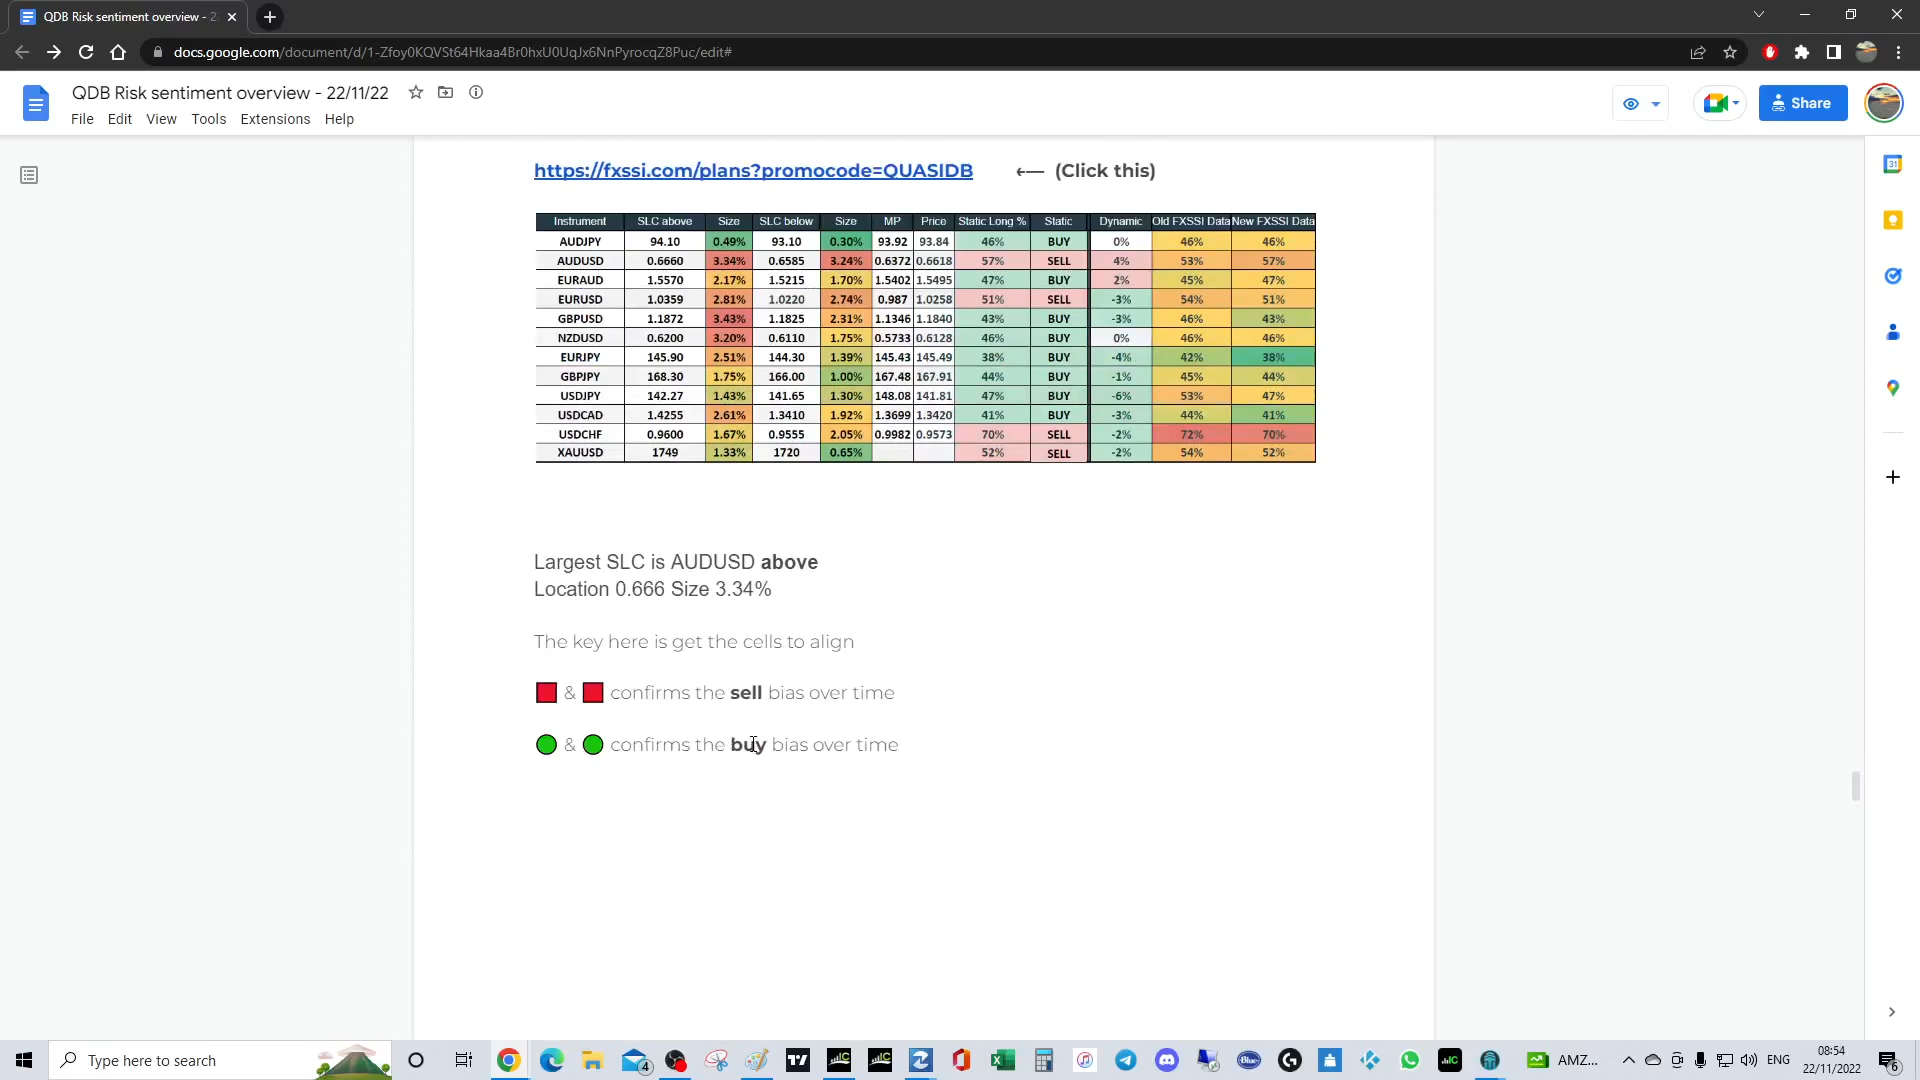 QDB Risk sentiment overview - 2
docs.google.com/document/d/1-Zfoy0KQVSt64Hkaa4Br0hxU0UqJx6NnPyrocqZ8Puc/edit#
QDB Risk sentiment overview - 22/11/22
File Edit View Tools Extensions Help
Share
https://fxssi.com/plans?promocode=QUASIDB ←— (Click this)
Instrument SLC above Size SLC below Size MP Price Static Long % Static Dynamic Old FXSSI Data New FXSSI Data
AUDJPY 94.10 0.49% 93.10 0.30% 93.92 93.84 46% BUY 0% 46% 46%
AUDUSD 0.6660 3.34% 0.6585 3.24% 0.6372 0.6618 57% SELL 4% 53% 57%
EURAUD 1.5570 2.17% 1.5215 1.70% 1.5402 1.5495 47% BUY 2% 45% 47%
EURUSD 1.0359 2.81% 1.0220 2.74% 0.987 1.0258 51% SELL -3% 54% 51%
GBPUSD 1.1872 3.43% 1.1825 2.31% 1.1346 1.1840 43% BUY -3% 46% 43%
NZDUSD 0.6200 3.20% 0.6110 1.75% 0.5733 0.6128 46% BUY 0% 46% 46%
EURJPY 145.90 2.51% 144.30 1.39% 145.43 145.49 38% BUY -4% 42% 38%
GBPJPY 168.30 1.75% 166.00 1.00% 167.48 167.91 44% BUY -1% 45% 44%
USDJPY 142.27 1.43% 141.65 1.30% 148.08 141.81 47% BUY -6% 53% 47%
USDCAD 1.4255 2.61% 1.3410 1.92% 1.3699 1.3420 41% BUY -3% 44% 41%
USDCHF 0.9600 1.67% 0.9555 2.05% 0.9982 0.9573 70% SELL -2% 72% 70%
XAUUSD 1749 1.33% 1720 0.65% 52% SELL -2% 54% 52%
Largest SLC is AUDUSD above
Location 0.666 Size 3.34%
The key here is get the cells to align
& confirms the sell bias over time
& confirms the buy bias over time
Type here to search
4
Blue
AMZ...
ENG
08:54
22/11/2022
6
31